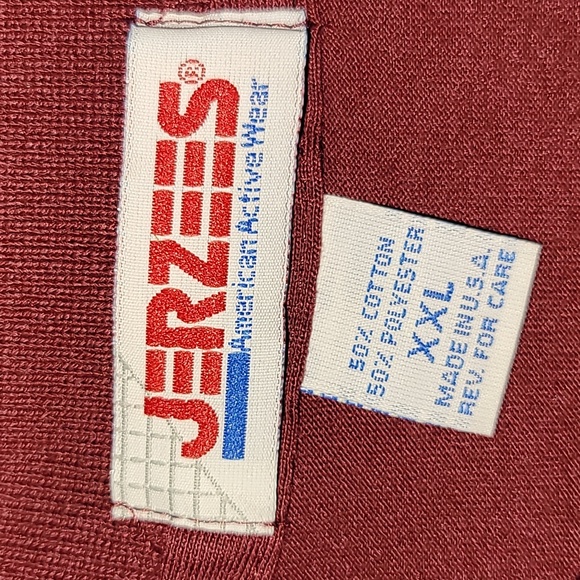 JERZEES®
American Active Wear
50% COTTON
50% POLYESTER
XXL
MADE IN U.S.A.
REV. FOR CARE